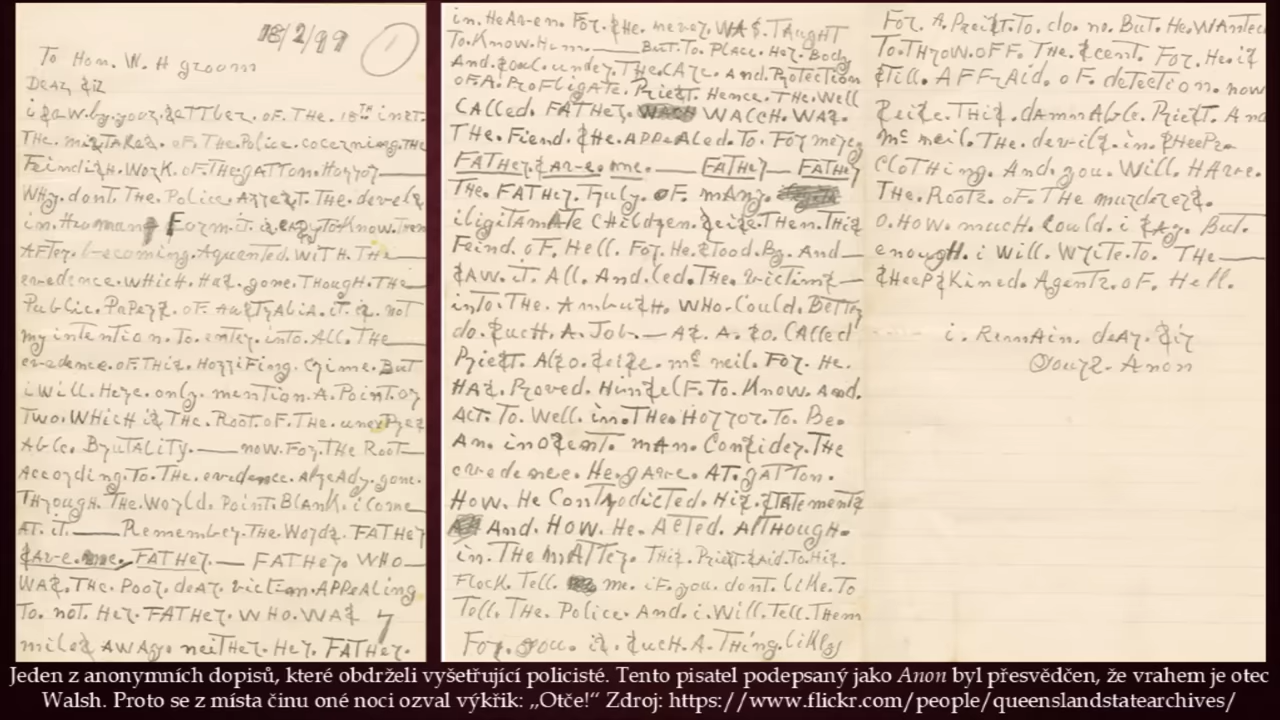 18/2/99
1
To Hon. W. H groom
Dear Sir
i saw.by.your.Settber. of. THe. 18TH inst.
THe. mistakes. of. THe. Police. cocerning. THe
Feindish. Work. of. THe gatton. Horror
WHy. dont. THe. Police. Arrest. THe. devels
in. Hueman. Form. it. is. easy To Know. Them
AFTer. becoming. Aquented. WiTH. THe
evedence. WHich. Has. gone. THough. THe
Public. Papers. of. Australia. it. is. not
my intention. To. enter. into. All. THe
evedence. of. THis. Horrifing. Crime. But
i Will. Here. only. mention. A. Point. or
Two. WHich is THe. Root. of. THe. unexpres
Able. Brutality. — now. For. THe Root
According. To. THe. evedence. Already. gone.
THrough. THe. World. Point. Blank. i Come
AT. it. — Remember. THe. Words. FATHer
Save. me. FATHer. — FATHer. WHO
WAS. THe. Poor. dear. victim. APPealing
To. not. Her. FATHer. WHO. WAS 7
miles AWAy. neiTHer. Her. FATHer.
in. HeAven. For. SHe. never. WAS. TAugHT
To. Know. Him. — But. To. Place. Her. Body
And. Soul. under. THe. CAre. And. Protection
of. A. Profligate. Priest. Hence. THe. Well
CAlled. FATHer. WAlcH. WAS.
THe. Fiend. SHe. APPeAled. To. For mercy
FATHer. Save. me. — FATHer — FATHer
THe. FATHer. Truly. of. mAny.
iligitamAte CHildren. Seize. THem. THis
Feind. of. Hell. For. He. Stood. By. And
SAW. iT. All. And. led. THe. victims
into. THe. AmbusH. WHO. Could. Better
do. SucH. A. Job. — As. A. So. CAlled
Priest. Also. Seize. mc neil. For. He.
HAs. Proved. HimselF. To. Know. and.
AcT. To. Well. in. THe. Horror. To. Be.
An. inosent. mAn. Consider. THe
evedence. He. gave. AT. gATTon.
How. He Controdicted. His. STATements
And. HOW. He. Acted. AlTHougH.
in. THe mATTer. THis. Priest. SAid. To. His.
Flock. Tell. me. iF. you. dont. like. To
Tell. THe. Police. And. i. Will. Tell. THem
For. you. is. SucH. A. THing. likley
For. A. Priest. To. do. no. But. He. WAnted
To. THrow. oFF. THe. Scent. For. He. is
STill. AFFrAid. oF. detection. now
Seize. THis. damnAble. Priest. And
mc neil. THe. devils. in. SHeePs
CloTHing. And. you. Will. HAve.
THe. Roots. oF. THe murderers.
O. How. mucH. Could. i SAy. But.
enougH. i Will. Write. To. THe
SHeeP Skined. Agents. oF. Hell.
i. RemAin. deAr. Sir
yours. Anon
Jeden z anonymních dopisů, které obdrželi vyšetřující policisté. Tento pisatel podepsaný jako Anon byl přesvědčen, že vrahem je otec
Walsh. Proto se z místa činu oné noci ozval výkřik: „Otče!“ Zdroj: https://www.flickr.com/people/queenslandstatearchives/